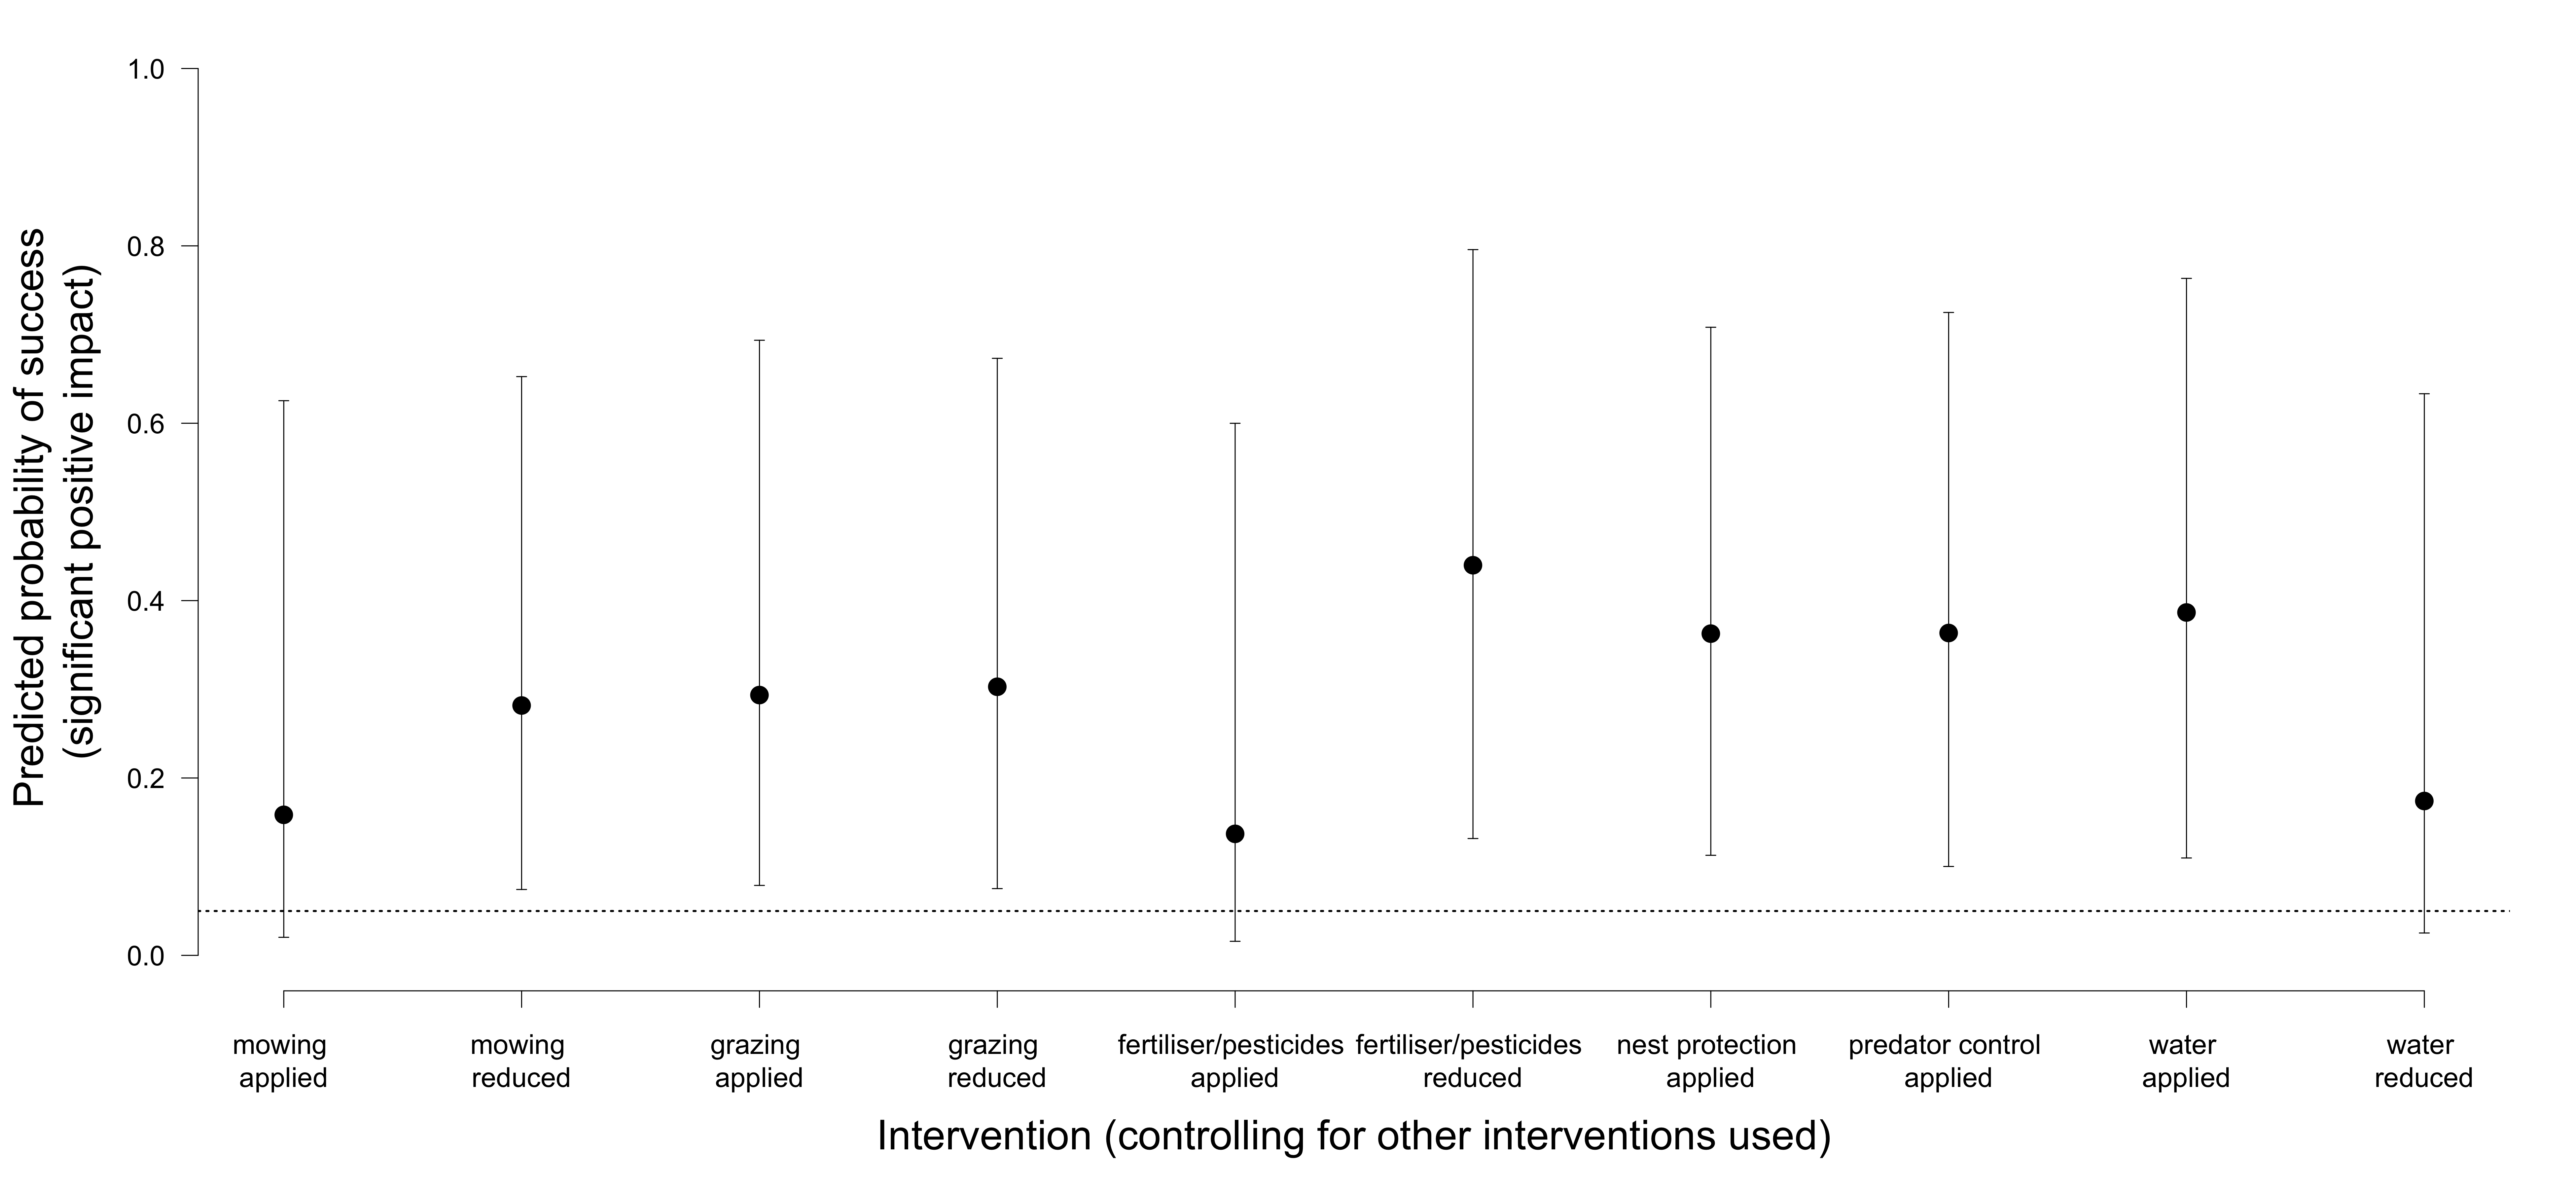 Predicted probability of success
(significant positive impact)
1.0
0.8
0.6
0.4
0.2
0.0
mowing applied
mowing reduced
grazing applied
grazing reduced
fertiliser/pesticides applied
fertiliser/pesticides reduced
nest protection applied
predator control applied
water applied
water reduced
Intervention (controlling for other interventions used)